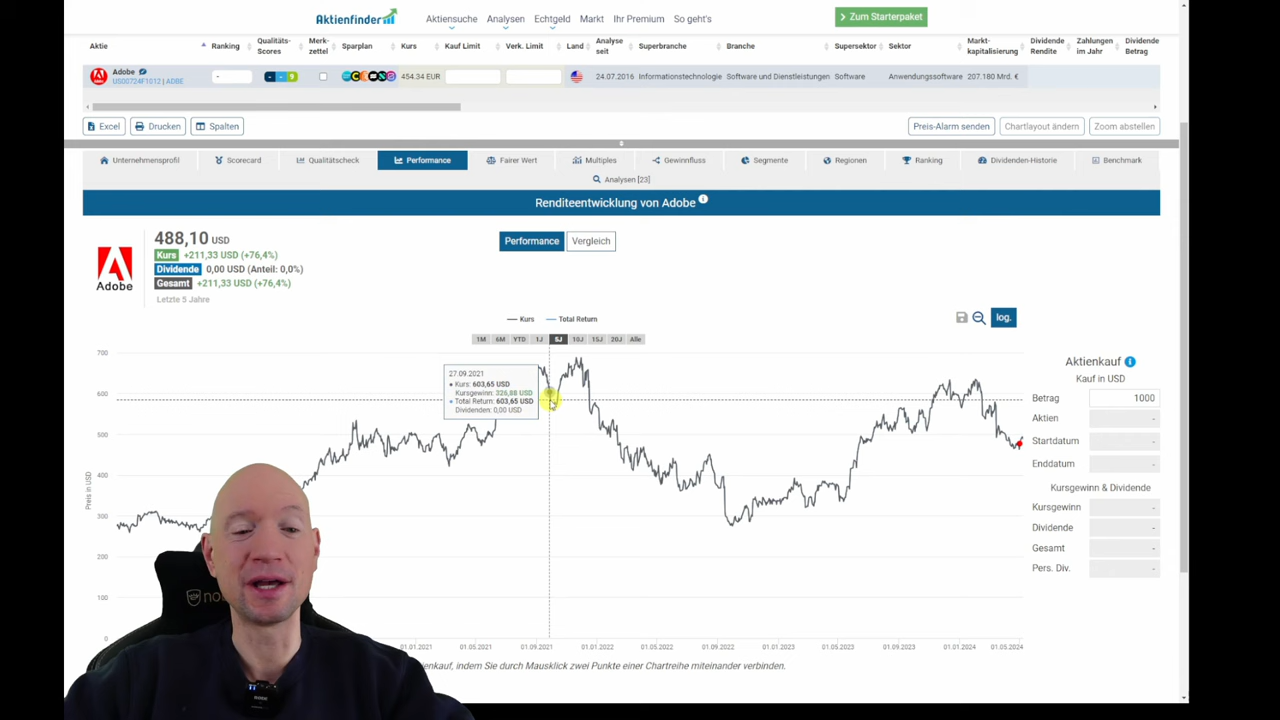 Aktienfinder
Aktiensuche Analysen Echtgeld Markt Ihr Premium So geht's
Zum Starterpaket
Aktie Ranking Qualitäts-Scores Merk-zettel Sparplan Kurs Kauf Limit Verk. Limit Land Analyse seit Superbranche Branche Supersektor Sektor Markt-kapitalisierung Dividende Rendite Zahlungen im Jahr Dividende Betrag
Adobe - - - 9 454.34 EUR 24.07.2016 Informationstechnologie Software und Dienstleistungen Software Anwendungssoftware 207.180 Mrd. €
US00724F1012 | ADBE
Excel Drucken Spalten Preis-Alarm senden Chartlayout ändern Zoom abstellen
Unternehmensprofil Scorecard Qualitätscheck Performance Fairer Wert Multiples Gewinnfluss Segmente Regionen Ranking Dividenden-Historie Benchmark
Analysen [23]
Renditeentwicklung von Adobe
Adobe
488,10 USD
Kurs +211,33 USD (+76,4%)
Dividende 0,00 USD (Anteil: 0,0%)
Gesamt +211,33 USD (+76,4%)
Letzte 5 Jahre
Performance Vergleich
Kurs Total Return
log.
1M 6M YTD 1J 5J 10J 15J 20J Alle
27.09.2021
Kurs: 603,65 USD
Kursgewinn: 326,88 USD
Total Return: 603,65 USD
Dividenden: 0,00 USD
Preis in USD
700
600
500
400
300
200
100
0
01.01.2021 01.05.2021 01.09.2021 01.01.2022 01.05.2022 01.09.2022 01.01.2023 01.05.2023 01.09.2023 01.01.2024 01.05.2024
indem Sie durch Mausklick zwei Punkte einer Chartreihe miteinander verbinden.
Aktienkauf
Kauf in USD
Betrag 1000
Aktien -
Startdatum -
Enddatum -
Kursgewinn & Dividende
Kursgewinn -
Dividende -
Gesamt -
Pers. Div. -